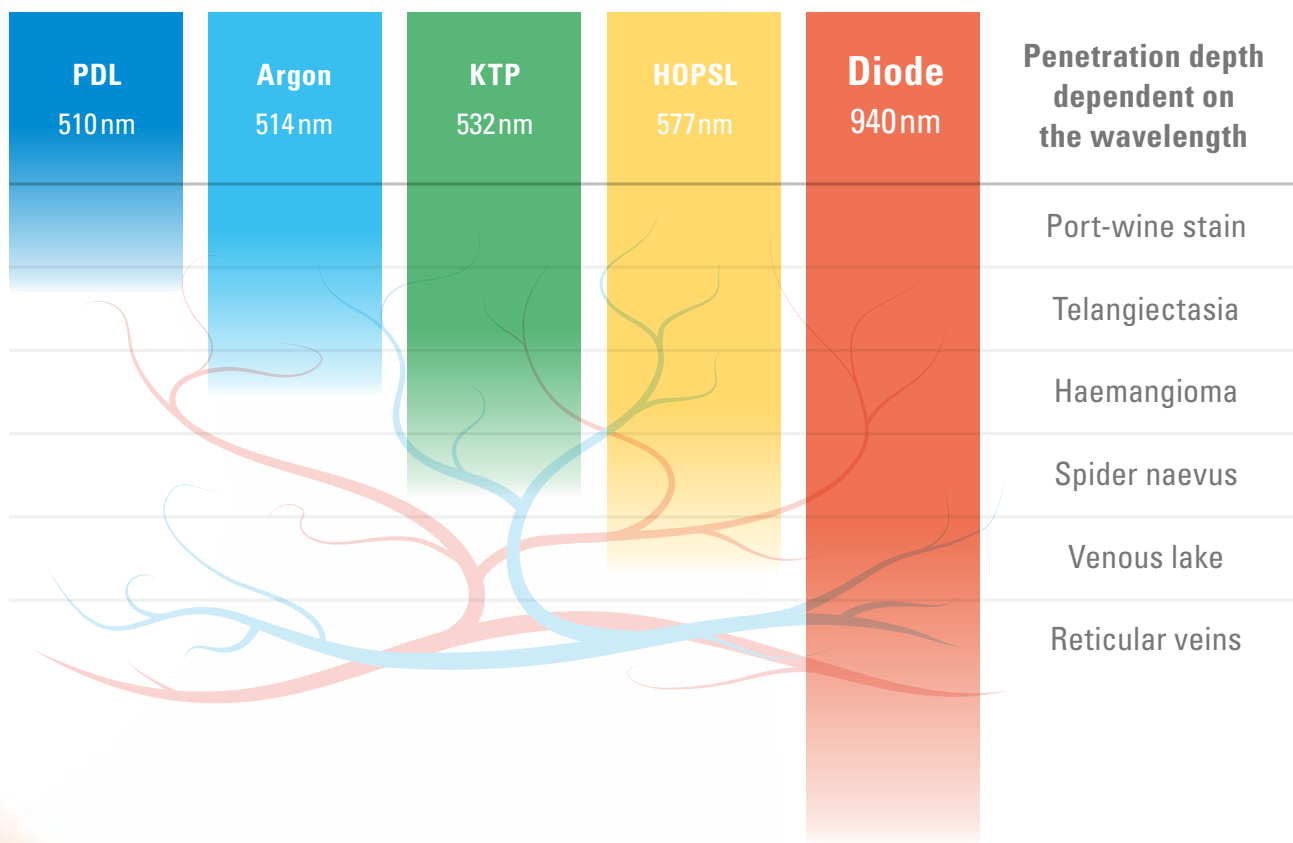 PDL
510 nm
Argon
514 nm
KTP
532 nm
HOPSL
577 nm
Diode
940 nm
Penetration depth
dependent on
the wavelength
Port-wine stain
Telangiectasia
Haemangioma
Spider naevus
Venous lake
Reticular veins